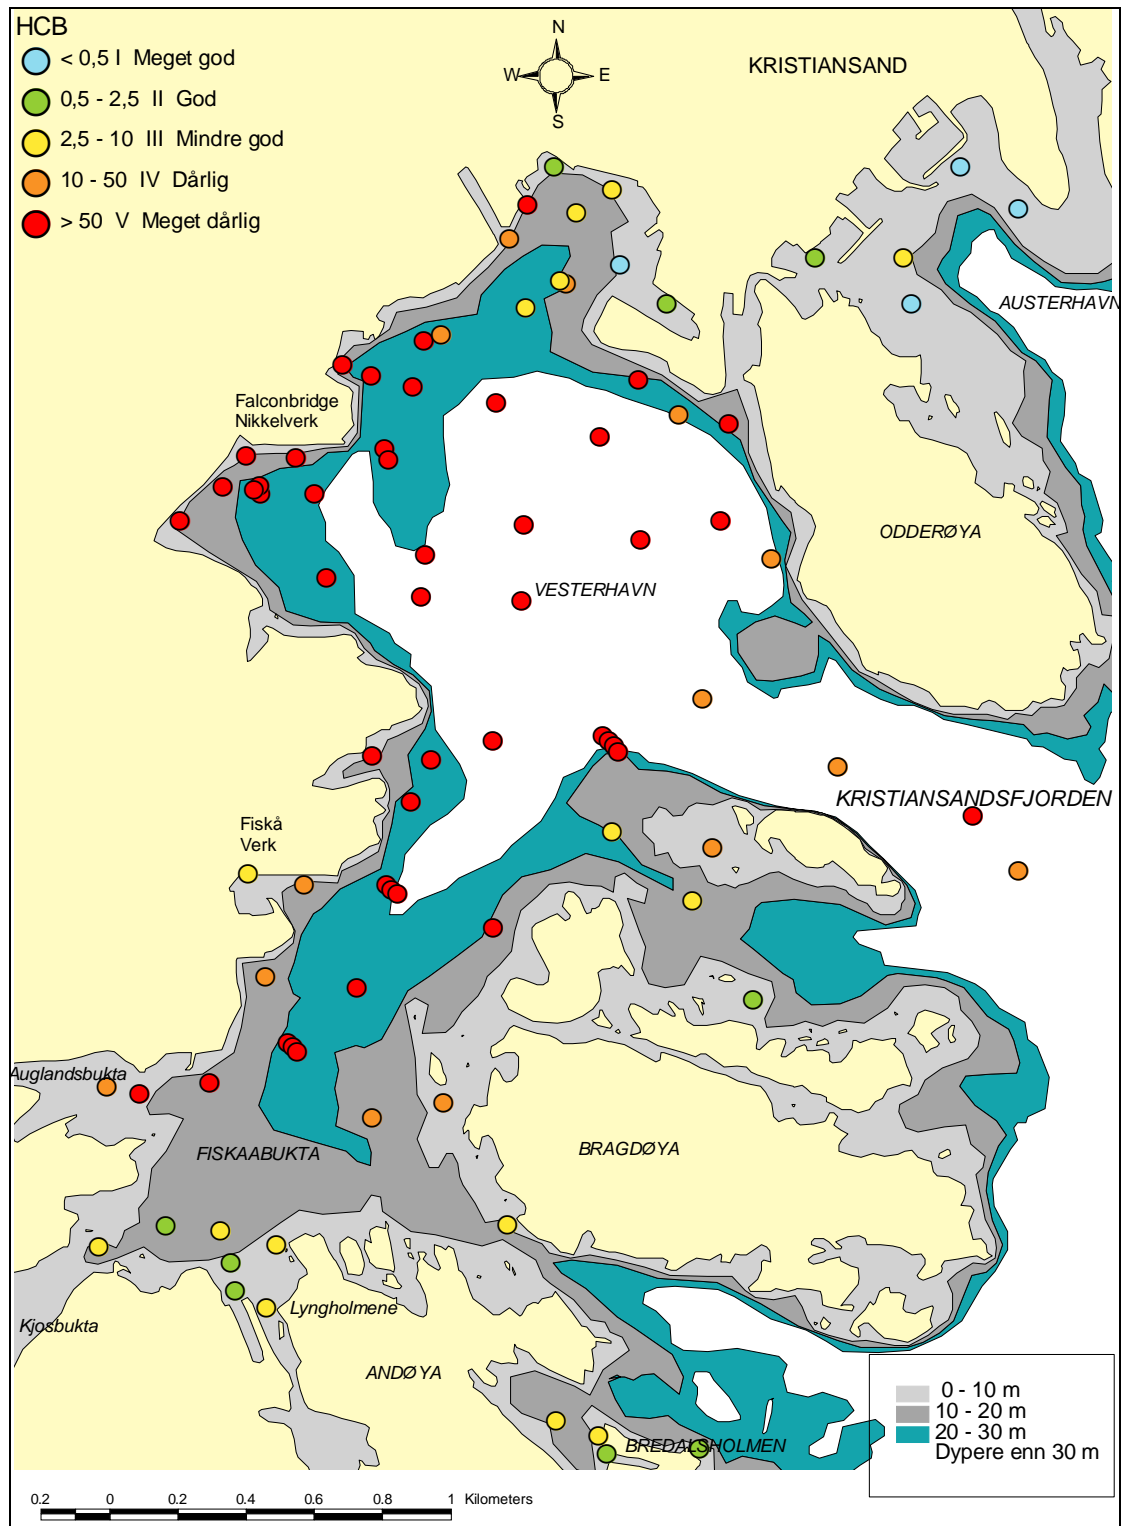 HCB
< 0,5 I Meget god
0,5 - 2,5 II God
2,5 - 10 III Mindre god
10 - 50 IV Dårlig
> 50 V Meget dårlig
N
W E
S
KRISTIANSAND
AUSTERHAVN
Falconbridge
Nikkelverk
ODDERØYA
VESTERHAVN
KRISTIANSANDSFJORDEN
Fiskå
Verk
Auglandsbukta
FISKAABUKTA
BRAGDØYA
Lyngholmene
Kjosbukta
ANDØYA
BREDALSHOLMEN
0 - 10 m
10 - 20 m
20 - 30 m
Dypere enn 30 m
0.2 0 0.2 0.4 0.6 0.8 1 Kilometers